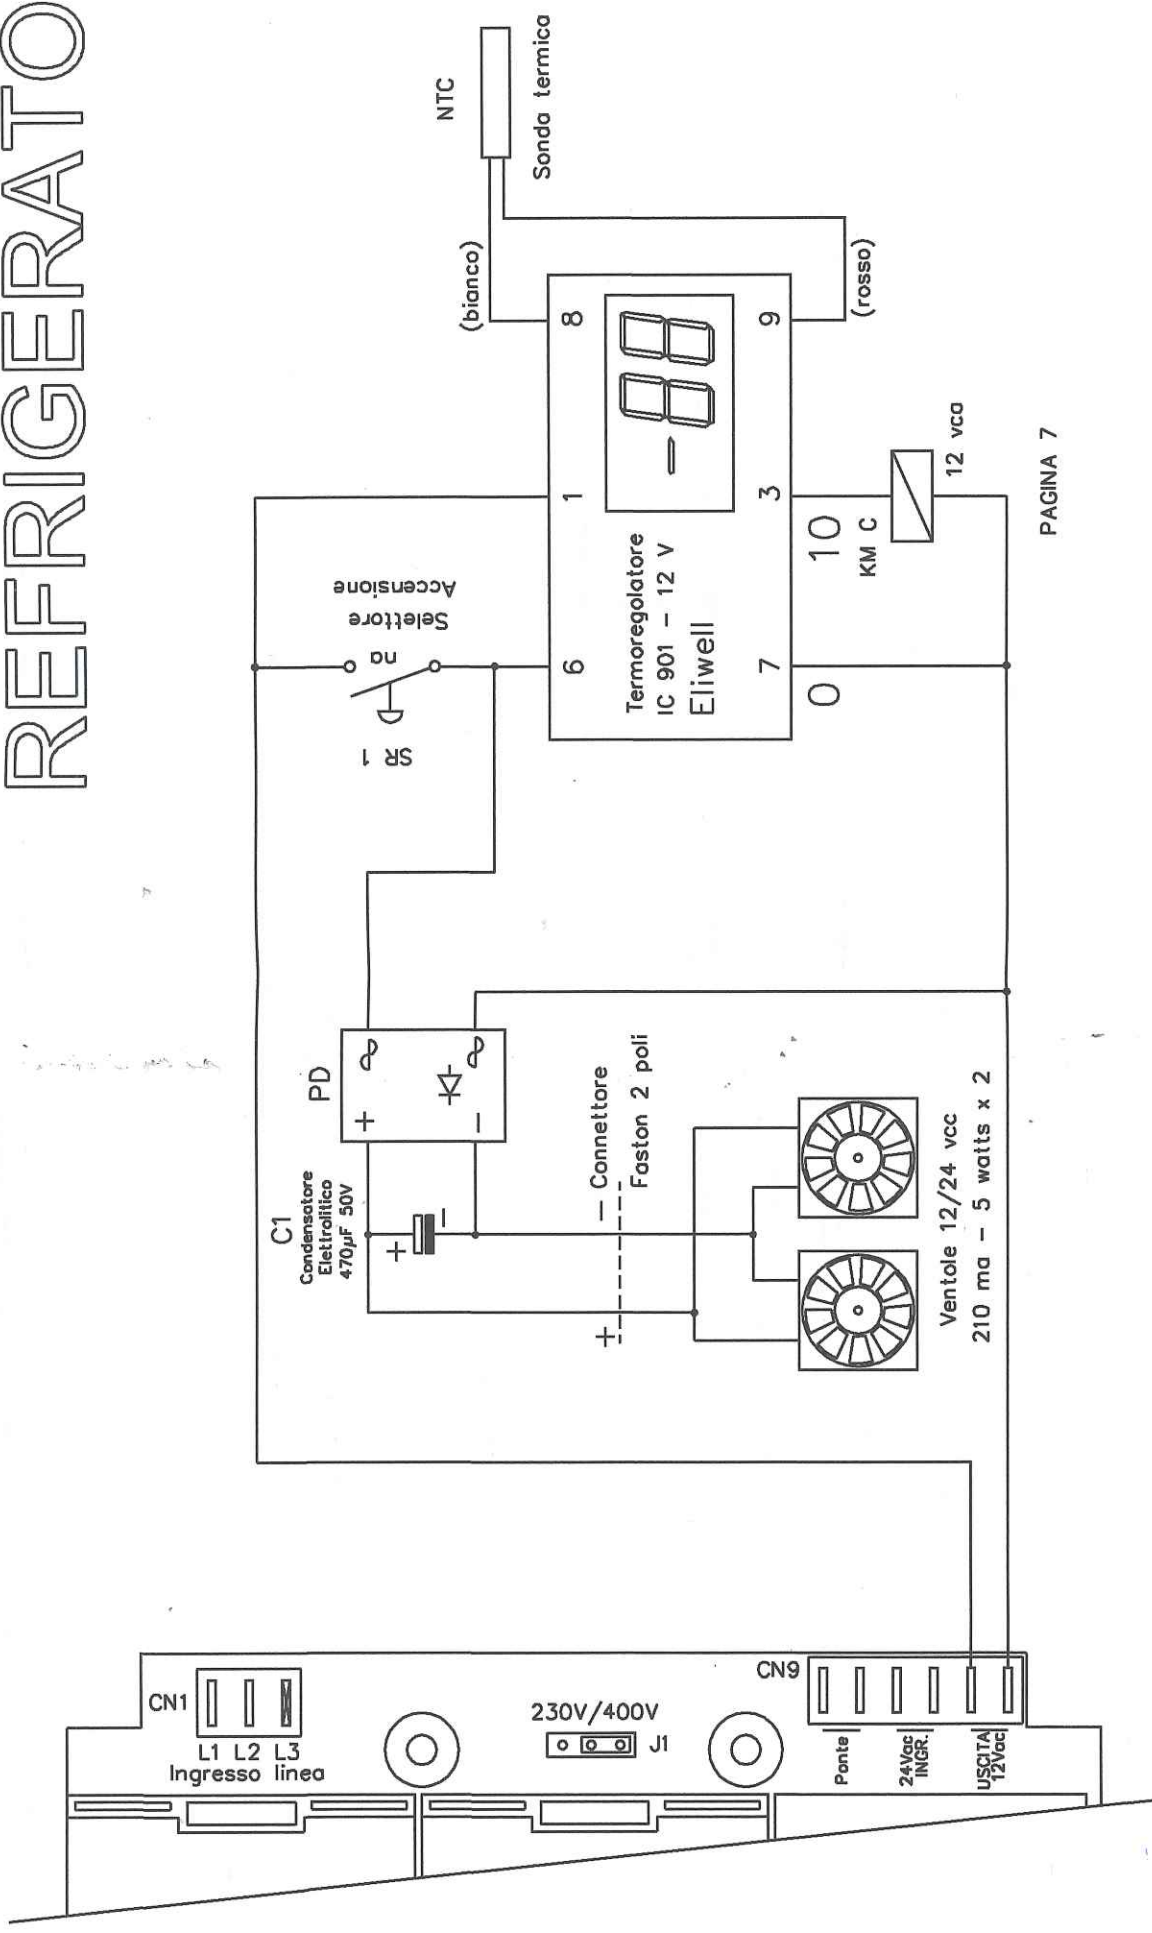 REFRIGERATO
NTC
Sonda termica
(bianco)
(rosso)
8
9
1
3
6
7
Termoregolatore
IC 901 - 12 V
Eliwell
10
KM C
12 vca
0
Selettore
Accensione
na
SR 1
PAGINA 7
PD
+
-
C1
Condensatore
Elettrolitico
470µF 50V
+
-
- Connettore
Faston 2 poli
+
Ventole 12/24 vcc
210 ma - 5 watts x 2
CN1
L1 L2 L3
Ingresso linea
230V/400V
J1
CN9
Ponte
24Vac
INGR.
USCITA
12Vac